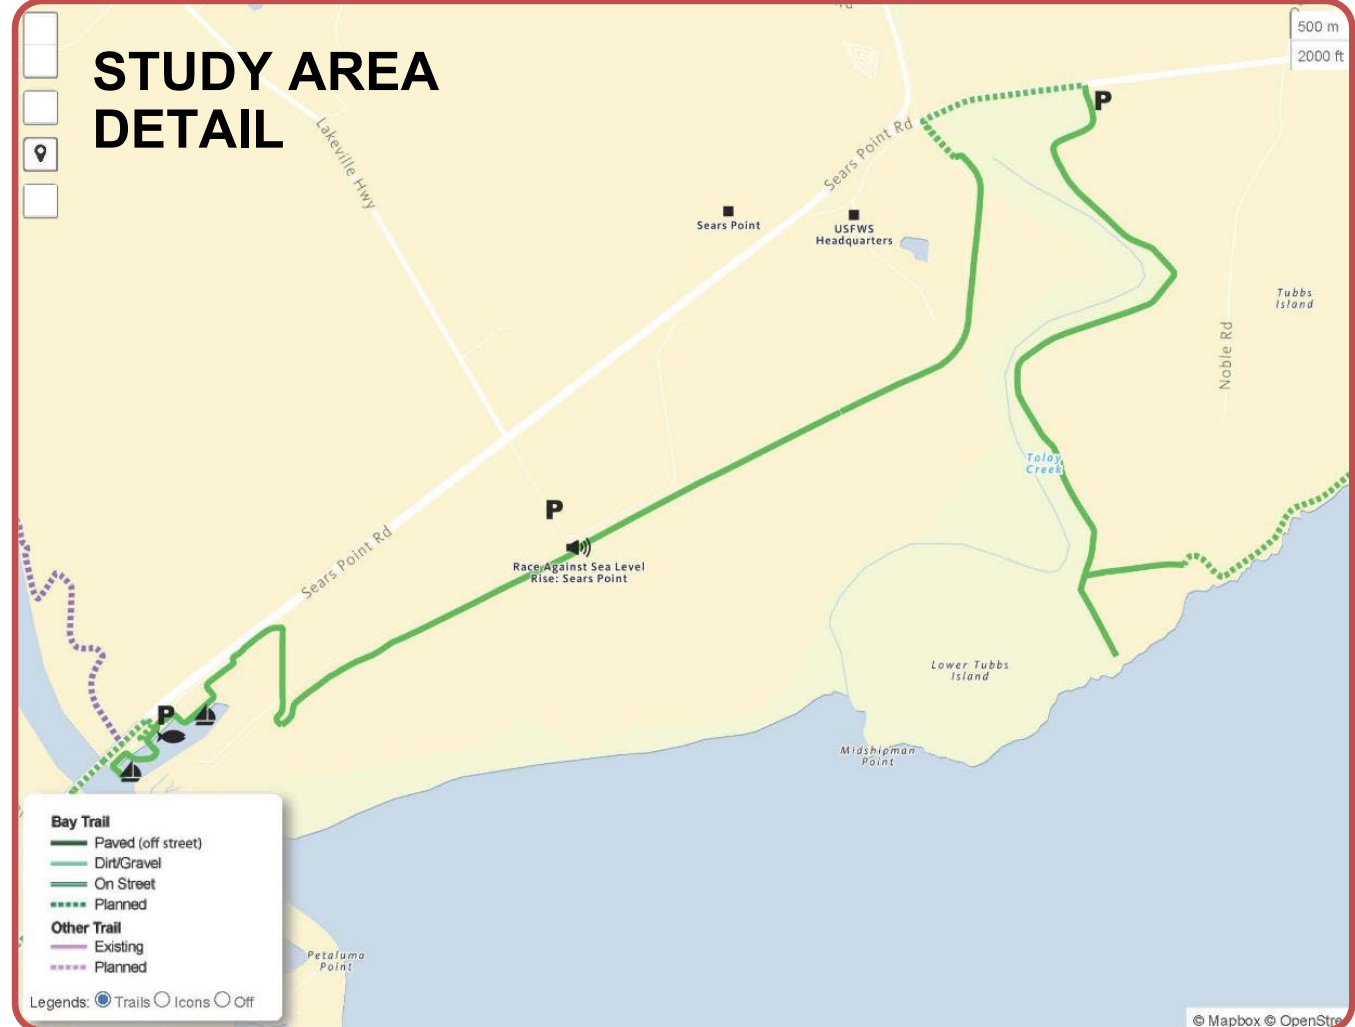 STUDY AREA
DETAIL
500 m
2000 ft
Lakeville Hwy
Sears Point Rd
P
Sears Point
USFWS
Headquarters
Tubbs
Island
Noble Rd
Tolay
Creek
P
Race Against Sea Level
Rise: Sears Point
Sears Point Rd
Lower Tubbs
Island
P
Midshipman
Point
Bay Trail
Paved (off street)
Dirt/Gravel
On Street
Planned
Other Trail
Existing
Planned
Legends: Trails Icons Off
Petaluma
Point
© Mapbox © OpenStre